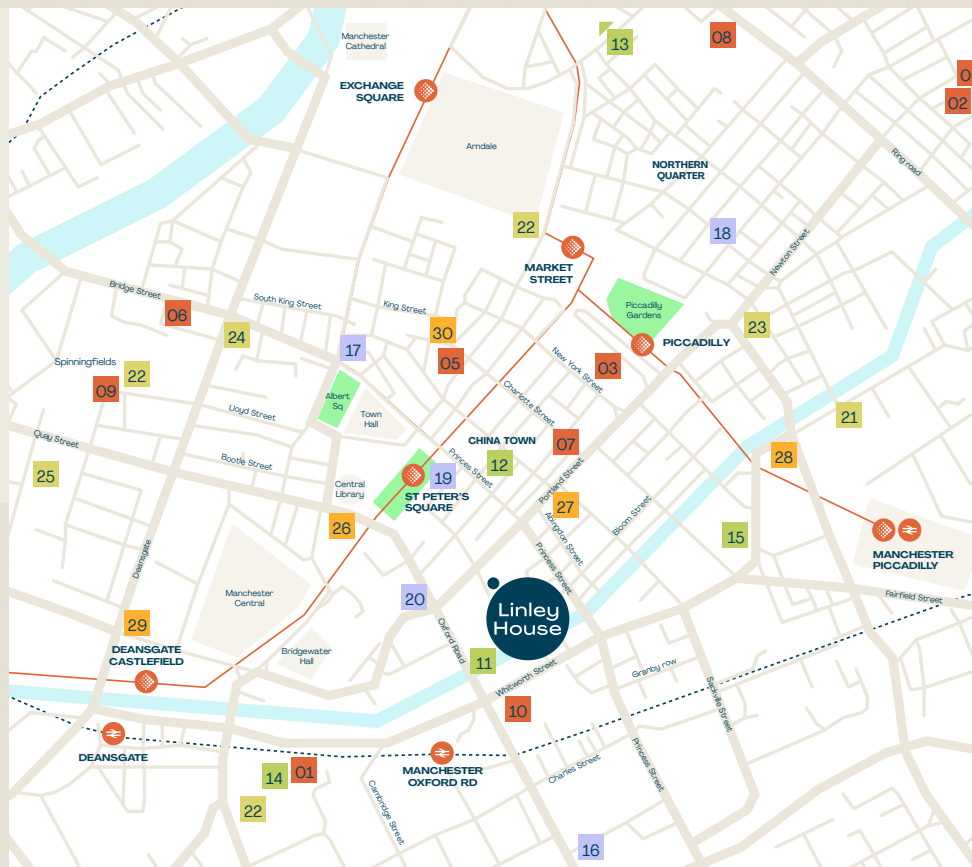 Manchester
Cathedral
13
08
EXCHANGE
SQUARE
0
02
Arndale
Ring road
NORTHERN
QUARTER
22
18
MARKET
STREET
Newton Street
Bridge Street
06
South King Street
King Street
Piccadilly
Gardens
24
30
23
PICCADILLY
17
05
New York Street
03
Spinningfields
22
09
Albert
Sq
Town
Hall
Charlotte Street
21
Lloyd Street
Quay Street
CHINA TOWN
07
Bootle Street
Princes Street
12
28
25
19
Portland Street
Central
Library
ST PETER'S
SQUARE
27
26
Abingdon Street
Bloom Street
15
MANCHESTER
PICCADILLY
Deansgate
Princess Street
Manchester
Central
20
Linley
House
Fairfield Street
29
DEANSGATE
CASTLEFIELD
Bridgewater
Hall
Oxford Road
11
Whitworth Street
Granby row
Sackville Street
10
DEANSGATE
MANCHESTER
OXFORD RD
14
01
Charles Street
Princess Street
22
Cambridge Street
16